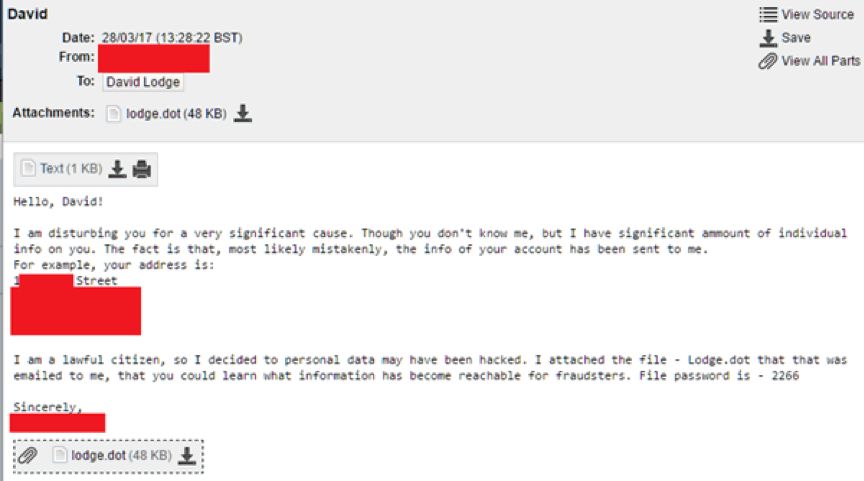 David
View Source
Date: 28/03/17 (13:28:22 BST)
Save
From:
View All Parts
To: David Lodge
Attachments: lodge.dot (48 KB)
Text (1 KB)
Hello, David!
I am disturbing you for a very significant cause. Though you don't know me, but I have significant ammount of individual
info on you. The fact is that, most likely mistakenly, the info of your account has been sent to me.
For example, your address is:
1 Street
I am a lawful citizen, so I decided to personal data may have been hacked. I attached the file - Lodge.dot that that was
emailed to me, that you could learn what information has become reachable for fraudsters. File password is - 2266
Sincerely,
lodge.dot (48 KB)